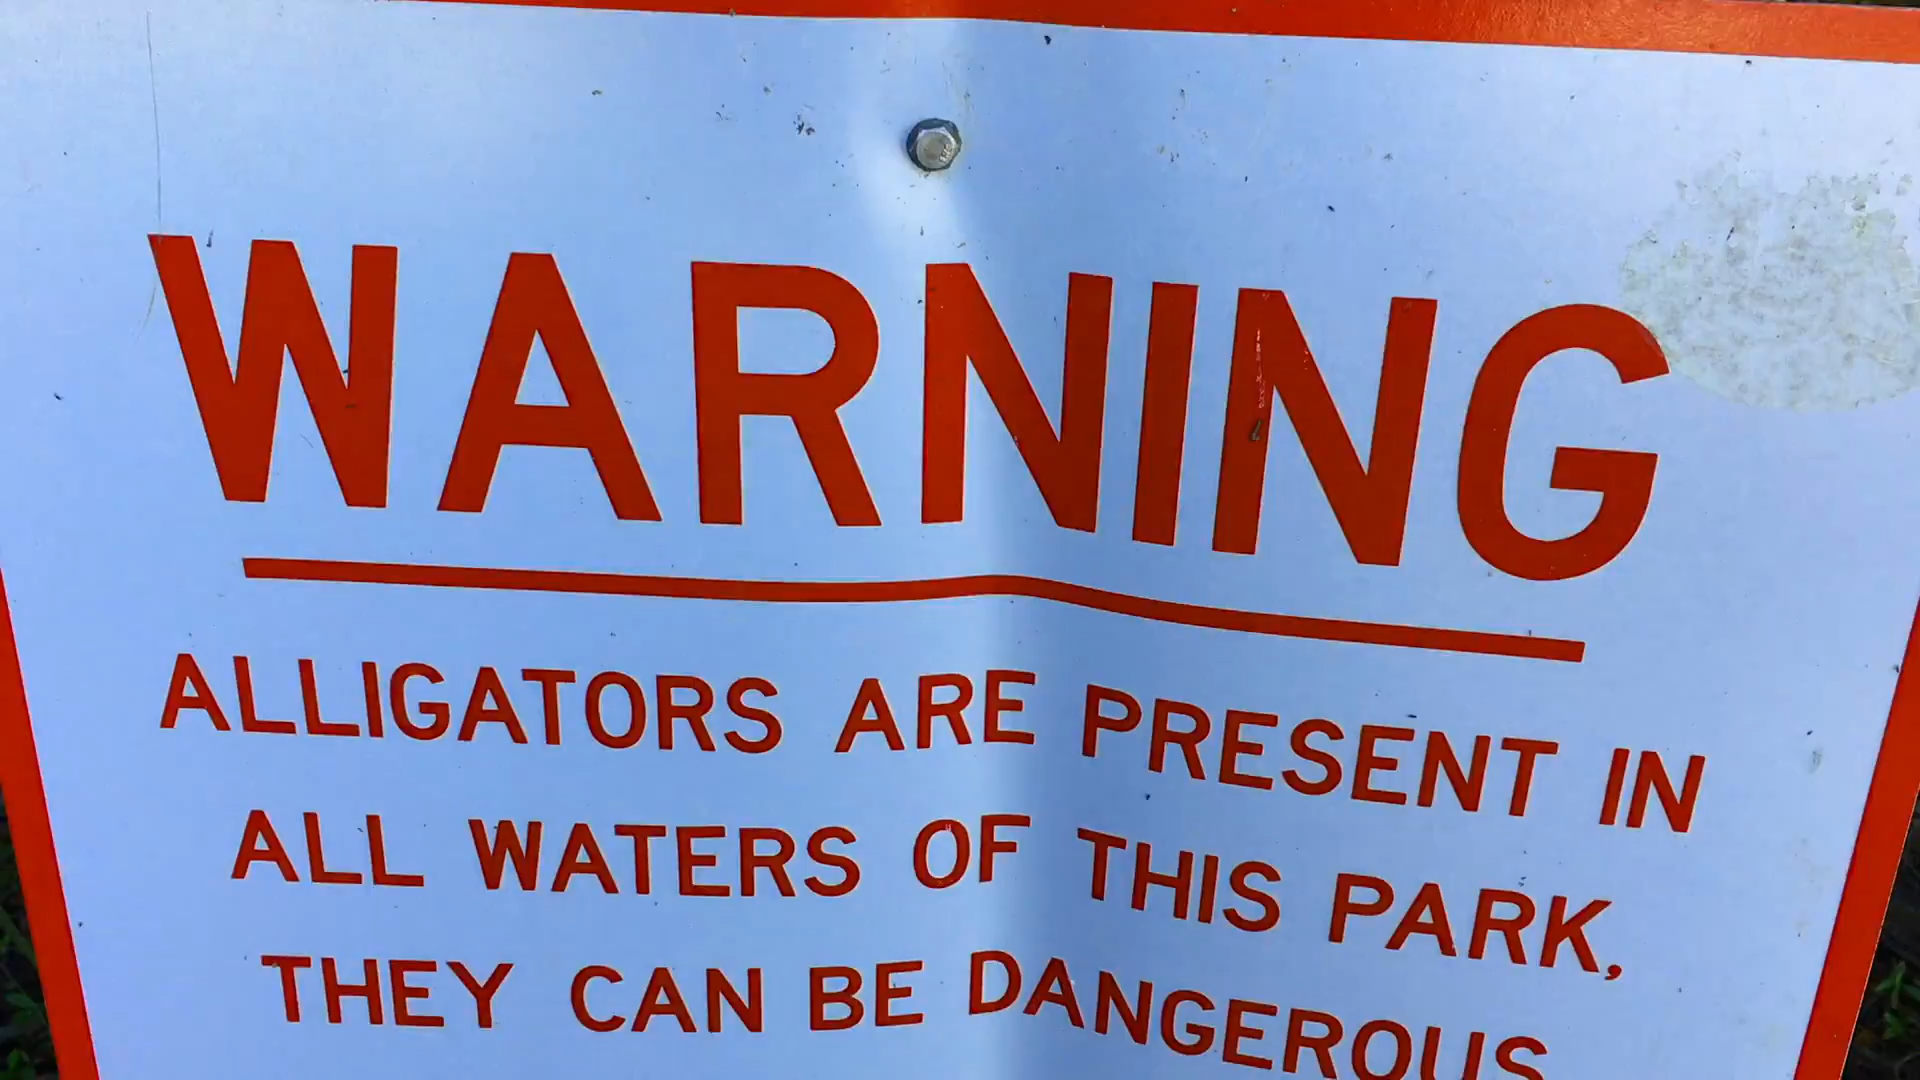 WARNING
ALLIGATORS ARE PRESENT IN
ALL WATERS OF THIS PARK,
THEY CAN BE DANGEROUS